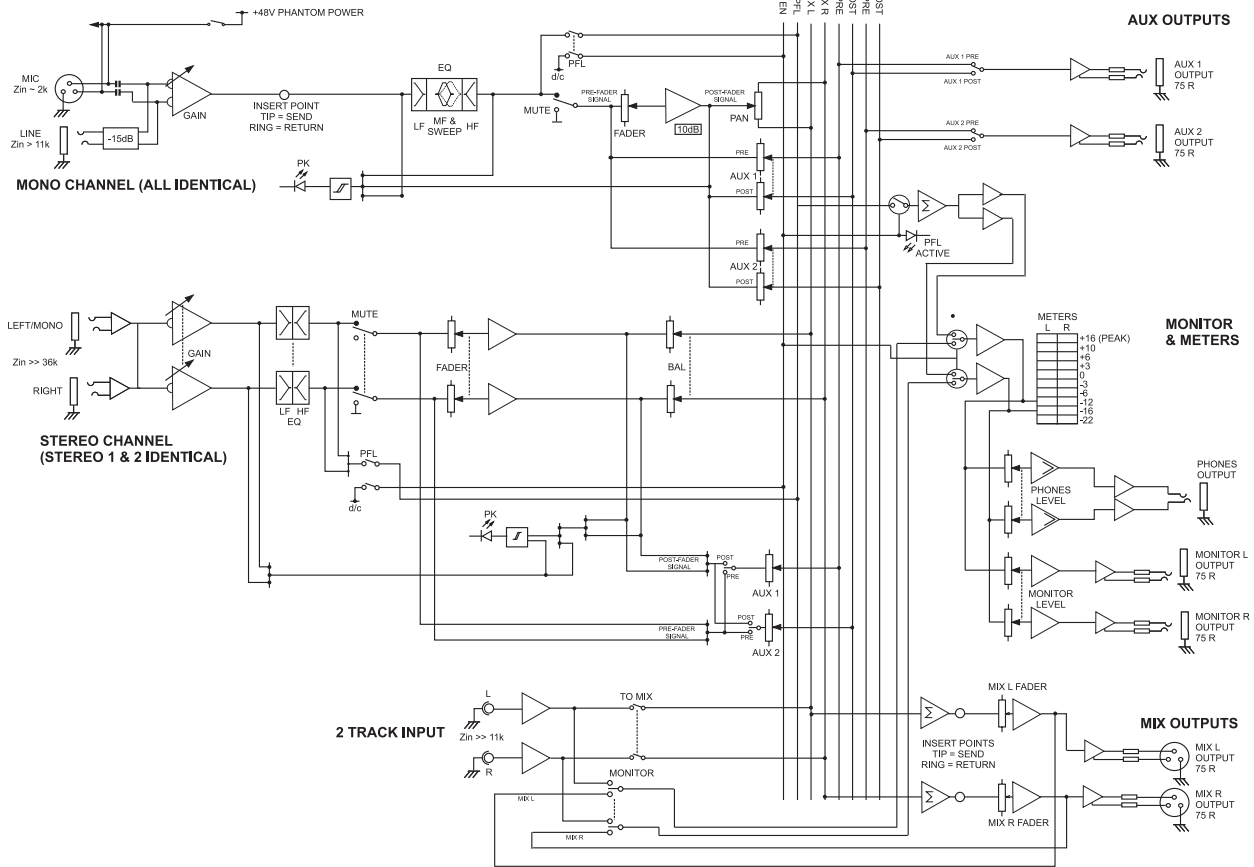 +48V PHANTOM POWER
EN
PFL
X L
X R
PRE
OST
PRE
POST
AUX OUTPUTS
MIC
Zin ~ 2k
LINE
Zin > 11k
-15dB
GAIN
INSERT POINT
TIP = SEND
RING = RETURN
EQ
LF
MF &
SWEEP
HF
PFL
d/c
MUTE
PRE-FADER
SIGNAL
FADER
10dB
POST-FADER
SIGNAL
PAN
AUX 1 PRE
AUX 1 POST
AUX 1
OUTPUT
75 R
AUX 2 PRE
AUX 2 POST
AUX 2
OUTPUT
75 R
MONO CHANNEL (ALL IDENTICAL)
PK
PRE
AUX 1
POST
PRE
AUX 2
POST
Σ
PFL
ACTIVE
LEFT/MONO
Zin >> 36k
RIGHT
GAIN
LF HF
EQ
MUTE
FADER
BAL
METERS
L R
+16 (PEAK)
+10
+6
+3
0
-3
-6
-12
-16
-22
MONITOR
& METERS
STEREO CHANNEL
(STEREO 1 & 2 IDENTICAL)
PFL
d/c
PK
POST-FADER
SIGNAL
POST
PRE
AUX 1
PRE-FADER
SIGNAL
POST
PRE
AUX 2
PHONES
LEVEL
PHONES
OUTPUT
MONITOR
LEVEL
MONITOR L
OUTPUT
75 R
MONITOR R
OUTPUT
75 R
2 TRACK INPUT
L
Zin >> 11k
R
TO MIX
MONITOR
MIX L
MIX R
Σ
INSERT POINTS
TIP = SEND
RING = RETURN
Σ
MIX L FADER
MIX R FADER
MIX OUTPUTS
MIX L
OUTPUT
75 R
MIX R
OUTPUT
75 R